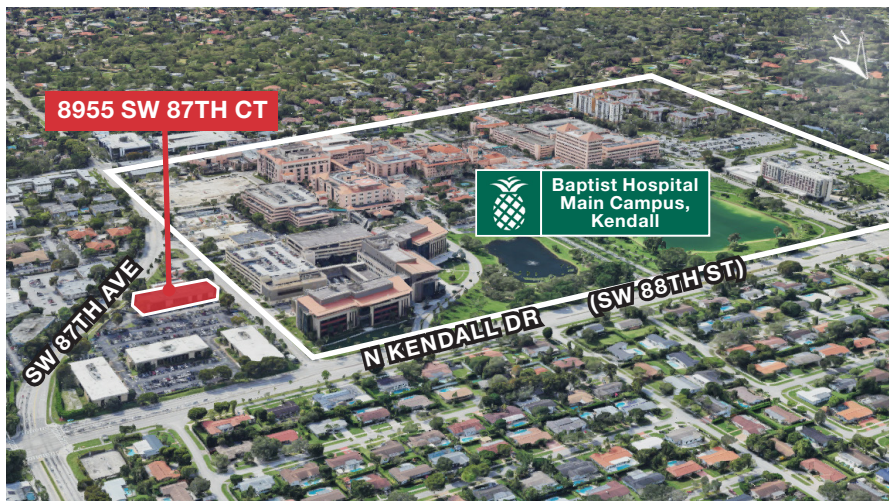 N
8955 SW 87TH CT
Baptist Hospital
Main Campus,
Kendall
SW 87TH AVE
N KENDALL DR
(SW 88TH ST)